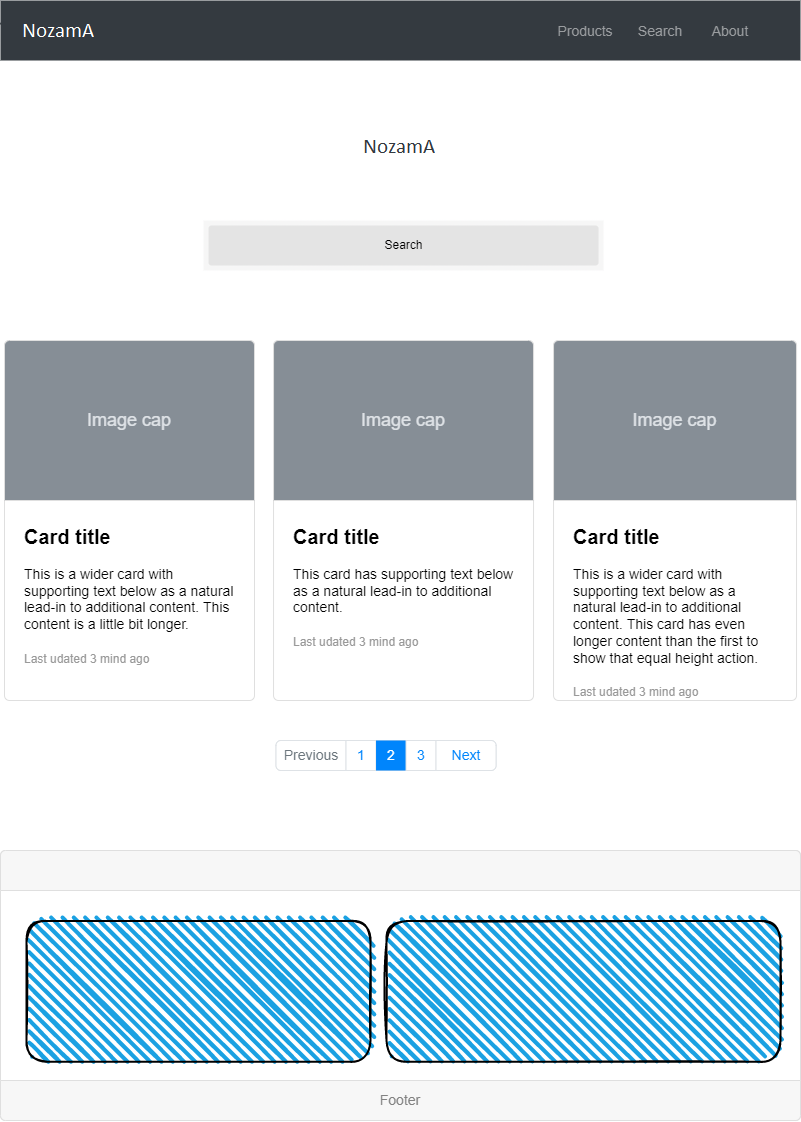 NozamA Products Search About
NozamA
Search
Image cap
Card title
This is a wider card with
supporting text below as a natural
lead-in to additional content. This
content is a little bit longer.
Last udated 3 mind ago
Image cap
Card title
This card has supporting text below
as a natural lead-in to additional
content.
Last udated 3 mind ago
Image cap
Card title
This is a wider card with
supporting text below as a
natural lead-in to additional
content. This card has even
longer content than the first to
show that equal height action.
Last udated 3 mind ago
Previous 1 2 3 Next
Footer